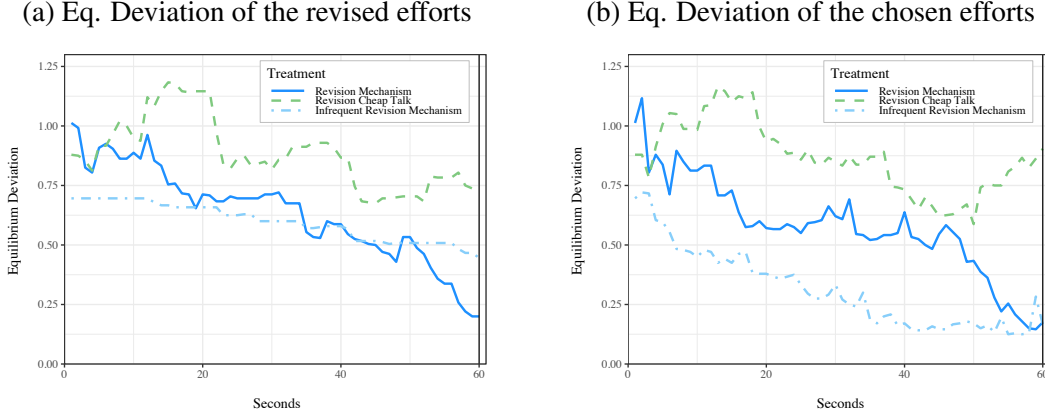 (a) Eq. Deviation of the revised efforts
1.25
1.00
0.75
0.50
0.25
0.00
Equilibrium Deviation
Treatment
Revision Mechanism
Revision Cheap Talk
Infrequent Revision Mechanism
0 20 40 60
Seconds
(b) Eq. Deviation of the chosen efforts
1.25
1.00
0.75
0.50
0.25
0.00
Equilibrium Deviation
Treatment
Revision Mechanism
Revision Cheap Talk
Infrequent Revision Mechanism
0 20 40 60
Seconds